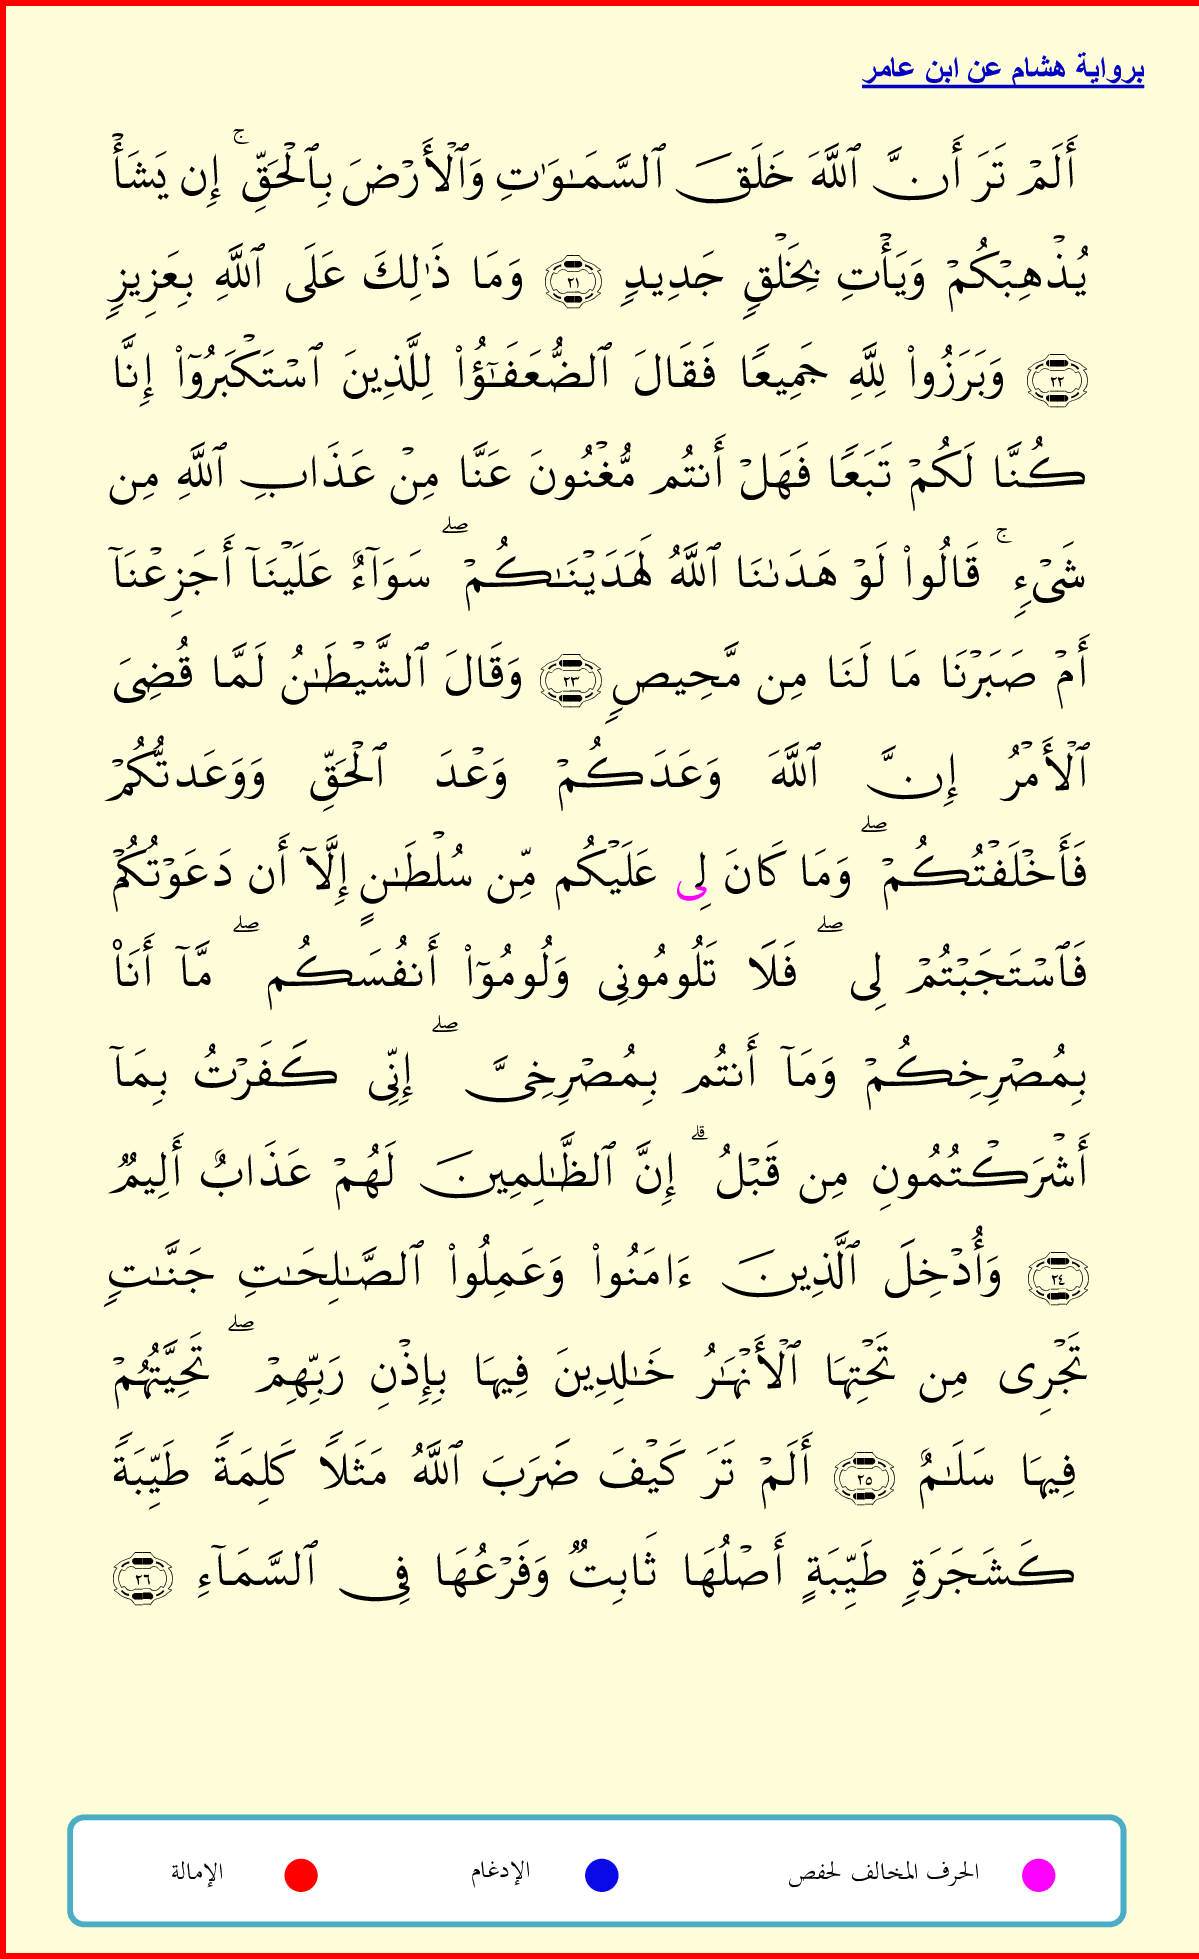 برواية هشام عن ابن عامر
أَلَمۡ تَرَ أَنَّ ٱللَّهَ خَلَقَ ٱلسَّمَٰوَٰتِ وَٱلۡأَرۡضَ بِٱلۡحَقِّۚ إِن يَشَأۡ
يُذۡهِبۡكُمۡ وَيَأۡتِ بِخَلۡقٖ جَدِيدٖ ٢١ وَمَا ذَٰلِكَ عَلَى ٱللَّهِ بِعَزِيزٖ
٢٢ وَبَرَزُواْ لِلَّهِ جَمِيعٗا فَقَالَ ٱلضُّعَفَٰٓؤُاْ لِلَّذِينَ ٱسۡتَكۡبَرُوٓاْ إِنَّا
كُنَّا لَكُمۡ تَبَعٗا فَهَلۡ أَنتُم مُّغۡنُونَ عَنَّا مِنۡ عَذَابِ ٱللَّهِ مِن
شَيۡءٖۚ قَالُواْ لَوۡ هَدَىٰنَا ٱللَّهُ لَهَدَيۡنَٰكُمۡۖ سَوَآءٌ عَلَيۡنَآ أَجَزِعۡنَآ
أَمۡ صَبَرۡنَا مَا لَنَا مِن مَّحِيصٖ ٢٣ وَقَالَ ٱلشَّيۡطَٰنُ لَمَّا قُضِيَ
ٱلۡأَمۡرُ إِنَّ ٱللَّهَ وَعَدَكُمۡ وَعۡدَ ٱلۡحَقِّ وَوَعَدتُّكُمۡ
فَأَخۡلَفۡتُكُمۡۖ وَمَا كَانَ لِي عَلَيۡكُم مِّن سُلۡطَٰنٍ إِلَّآ أَن دَعَوۡتُكُمۡ
فَٱسۡتَجَبۡتُمۡ لِيۖ فَلَا تَلُومُونِي وَلُومُوٓاْ أَنفُسَكُمۖ مَّآ أَنَا۠
بِمُصۡرِخِكُمۡ وَمَآ أَنتُم بِمُصۡرِخِيَّۖ إِنِّي كَفَرۡتُ بِمَآ
أَشۡرَكۡتُمُونِ مِن قَبۡلُۗ إِنَّ ٱلظَّٰلِمِينَ لَهُمۡ عَذَابٌ أَلِيمٞ
٢٤ وَأُدۡخِلَ ٱلَّذِينَ ءَامَنُواْ وَعَمِلُواْ ٱلصَّٰلِحَٰتِ جَنَّٰتٖ
تَجۡرِي مِن تَحۡتِهَا ٱلۡأَنۡهَٰرُ خَٰلِدِينَ فِيهَا بِإِذۡنِ رَبِّهِمۡۖ تَحِيَّتُهُمۡ
فِيهَا سَلَٰمٌ ٢٥ أَلَمۡ تَرَ كَيۡفَ ضَرَبَ ٱللَّهُ مَثَلٗا كَلِمَةٗ طَيِّبَةٗ
كَشَجَرَةٖ طَيِّبَةٍ أَصۡلُهَا ثَابِتٞ وَفَرۡعُهَا فِي ٱلسَّمَآءِ ٢٦
الحرف المخالف لحفص الإدغام الإمالة